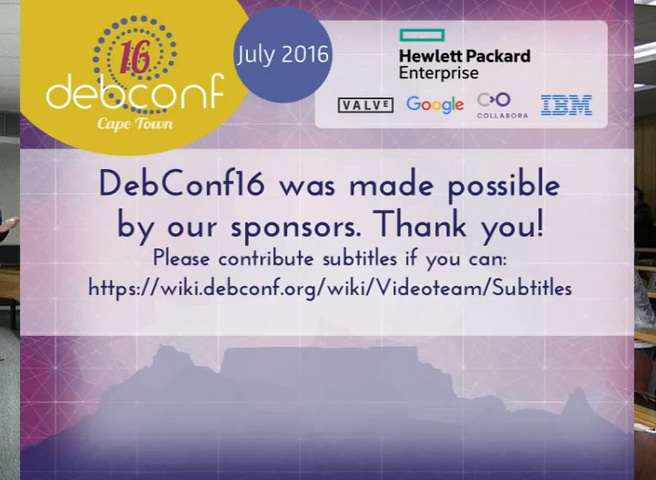 16
debconf
Cape Town
July 2016
Hewlett Packard
Enterprise
VALVE
Google
COLLABORA
IBM
DebConf16 was made possible
by our sponsors. Thank you!
Please contribute subtitles if you can:
https://wiki.debconf.org/wiki/Videoteam/Subtitles